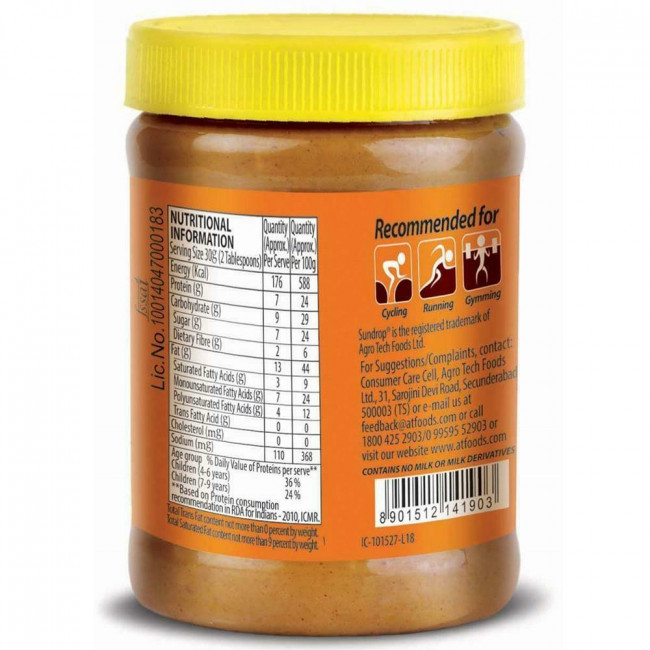 fssai
Lic.No.10014047000183
NUTRITIONAL INFORMATION
Serving Size 30g (2 Tablespoons)
Quantity (Approx.) Per Serve
Quantity (Approx.) Per 100g
Energy (Kcal) 176 588
Protein (g) 7 24
Carbohydrate (g) 9 29
Sugar (g) 7 24
Dietary Fibre (g) 2 6
Fat (g) 13 44
Saturated Fatty Acids (g) 3 9
Monounsaturated Fatty Acids (g) 7 24
Polyunsaturated Fatty Acids (g) 4 12
Trans Fatty Acid (g) 0 0
Cholesterol (mg) 0 0
Sodium (mg) 110 368
Age group % Daily Value of Proteins per serve**
Children (4-6 years) 36 %
Children (7-9 years) 24 %
**Based on Protein consumption
recommendation in RDA for Indians - 2010, ICMR.
Total Trans Fat content not more than 0 percent by weight.
Total Saturated Fat content not more than 9 percent by weight.
Recommended for
Cycling Running Gymming
Sundrop® is the registered trademark of
Agro Tech Foods Ltd.
For Suggestions/Complaints, contact:
Consumer Care Cell, Agro Tech Foods
Ltd., 31, Sarojini Devi Road, Secunderabad
500003 (TS) or e-mail us at
feedback@atfoods.com or call
1800 425 2903/0 99595 52903 or
visit our website www.atfoods.com
CONTAINS NO MILK OR MILK DERIVATIVES
8 901512 141903
IC-101527-L18